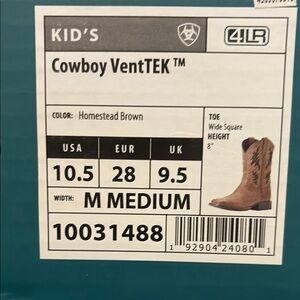 KID'S
4LR
Cowboy VentTEK™
COLOR: Homestead Brown
TOE
Wide Square
HEIGHT
8"
USA EUR UK
10.5 28 9.5
WIDTH: M MEDIUM
10031488
1 92904 24080 1